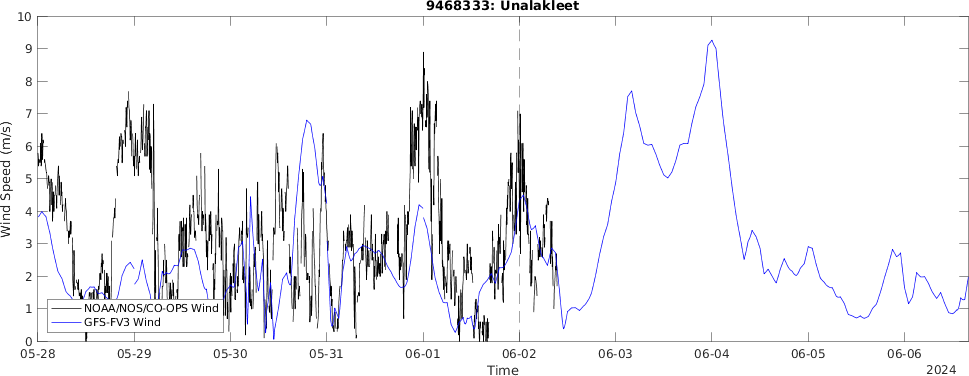 9468333: Unalakleet
Wind Speed (m/s)
10
9
8
7
6
5
4
3
2
1
0
NOAA/NOS/CO-OPS Wind
GFS-FV3 Wind
05-28 05-29 05-30 05-31 06-01 06-02 06-03 06-04 06-05 06-06
Time
2024